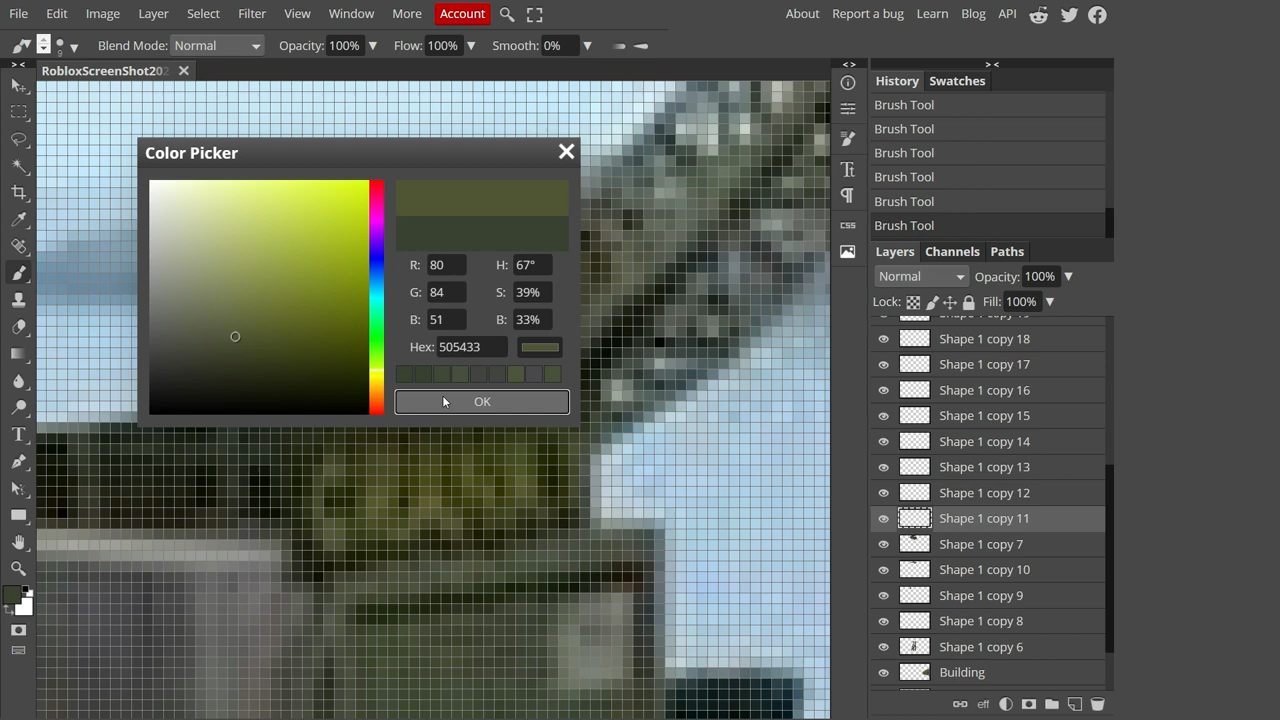 File Edit Image Layer Select Filter View Window More Account About Report a bug Learn Blog API
9 Blend Mode: Normal Opacity: 100% Flow: 100% Smooth: 0%
> < < > > <
RobloxScreenShot202
History Swatches
Brush Tool
Brush Tool
Brush Tool
Brush Tool
Brush Tool
Brush Tool
CSS
Color Picker
R: 80 H: 67°
G: 84 S: 39%
B: 51 B: 33%
Hex: 505433
OK
Layers Channels Paths
Normal Opacity: 100%
Lock: Fill: 100%
Shape 1 copy 18
Shape 1 copy 17
Shape 1 copy 16
Shape 1 copy 15
Shape 1 copy 14
Shape 1 copy 13
Shape 1 copy 12
Shape 1 copy 11
Shape 1 copy 7
Shape 1 copy 10
Shape 1 copy 9
Shape 1 copy 8
Shape 1 copy 6
Building
eff